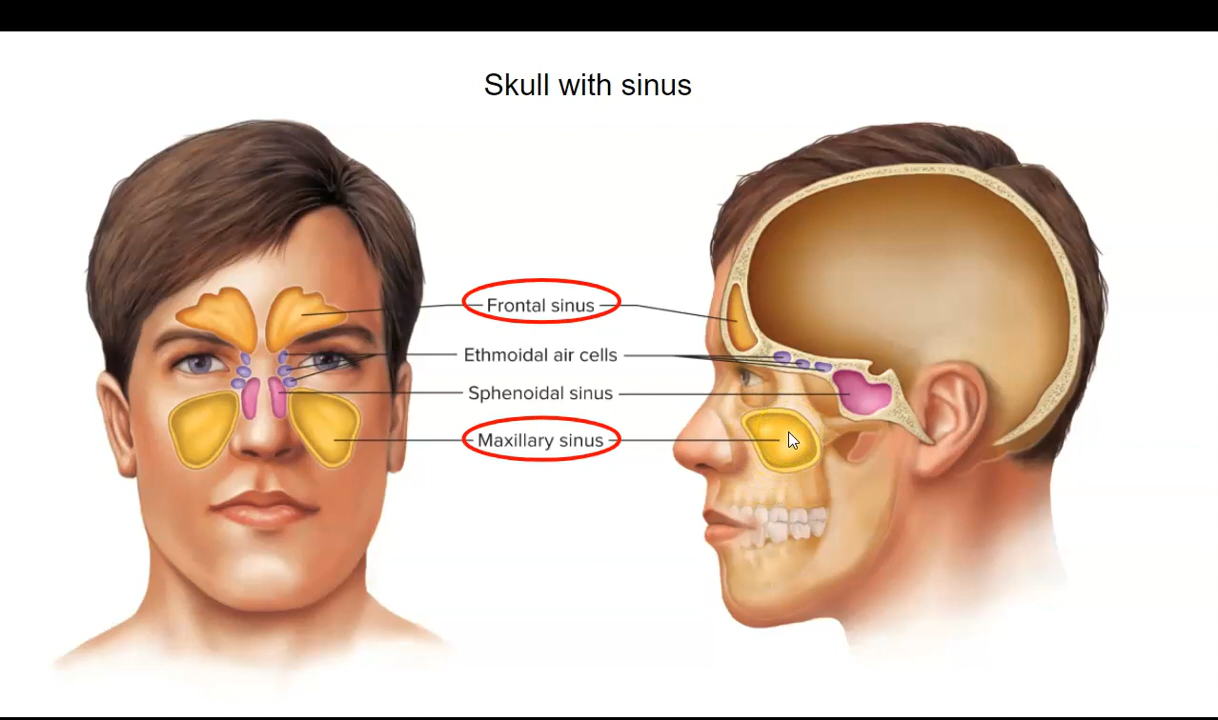 Skull with sinus
Frontal sinus
Ethmoidal air cells
Sphenoidal sinus
Maxillary sinus